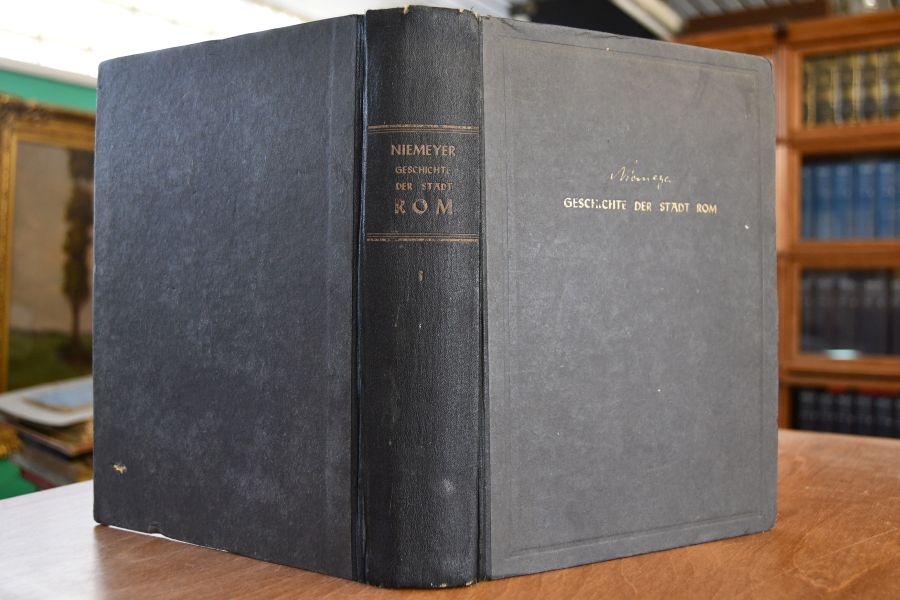 NIEMEYER
GESCHICHTE
DER STADT
ROM
Niemeyer
GESCHICHTE DER STADT ROM